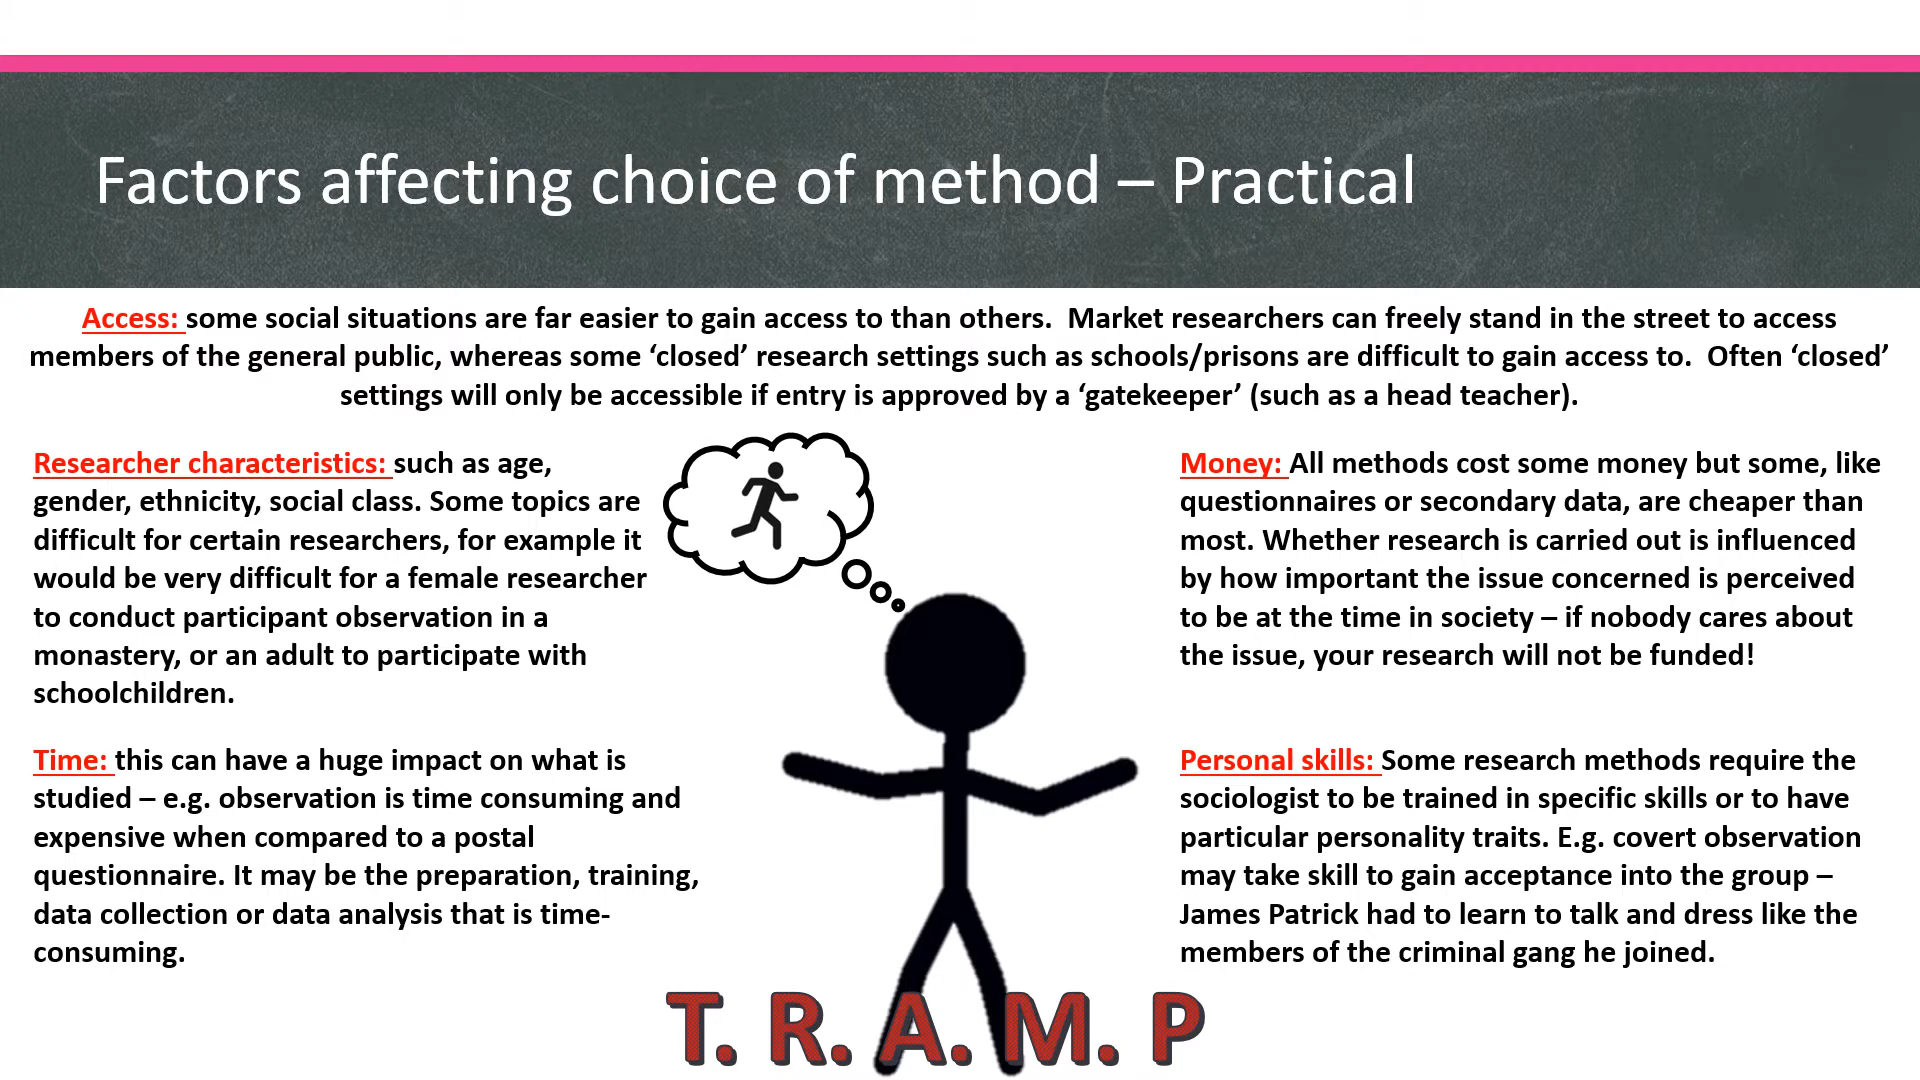 Factors affecting choice of method – Practical
Access: some social situations are far easier to gain access to than others.  Market researchers can freely stand in the street to access
members of the general public, whereas some ‘closed’ research settings such as schools/prisons are difficult to gain access to.  Often ‘closed’
settings will only be accessible if entry is approved by a ‘gatekeeper’ (such as a head teacher).
Researcher characteristics: such as age,
gender, ethnicity, social class. Some topics are
difficult for certain researchers, for example it
would be very difficult for a female researcher
to conduct participant observation in a
monastery, or an adult to participate with
schoolchildren.
Time: this can have a huge impact on what is
studied – e.g. observation is time consuming and
expensive when compared to a postal
questionnaire. It may be the preparation, training,
data collection or data analysis that is time-
consuming.
Money: All methods cost some money but some, like
questionnaires or secondary data, are cheaper than
most. Whether research is carried out is influenced
by how important the issue concerned is perceived
to be at the time in society – if nobody cares about
the issue, your research will not be funded!
Personal skills: Some research methods require the
sociologist to be trained in specific skills or to have
particular personality traits. E.g. covert observation
may take skill to gain acceptance into the group –
James Patrick had to learn to talk and dress like the
members of the criminal gang he joined.
T. R. A. M. P